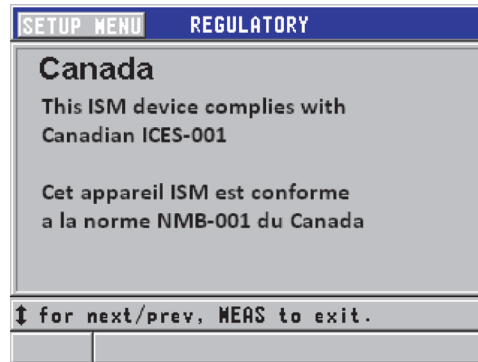 SETUP MENU REGULATORY
Canada
This ISM device complies with
Canadian ICES-001
Cet appareil ISM est conforme
a la norme NMB-001 du Canada
↕ for next/prev, MEAS to exit.